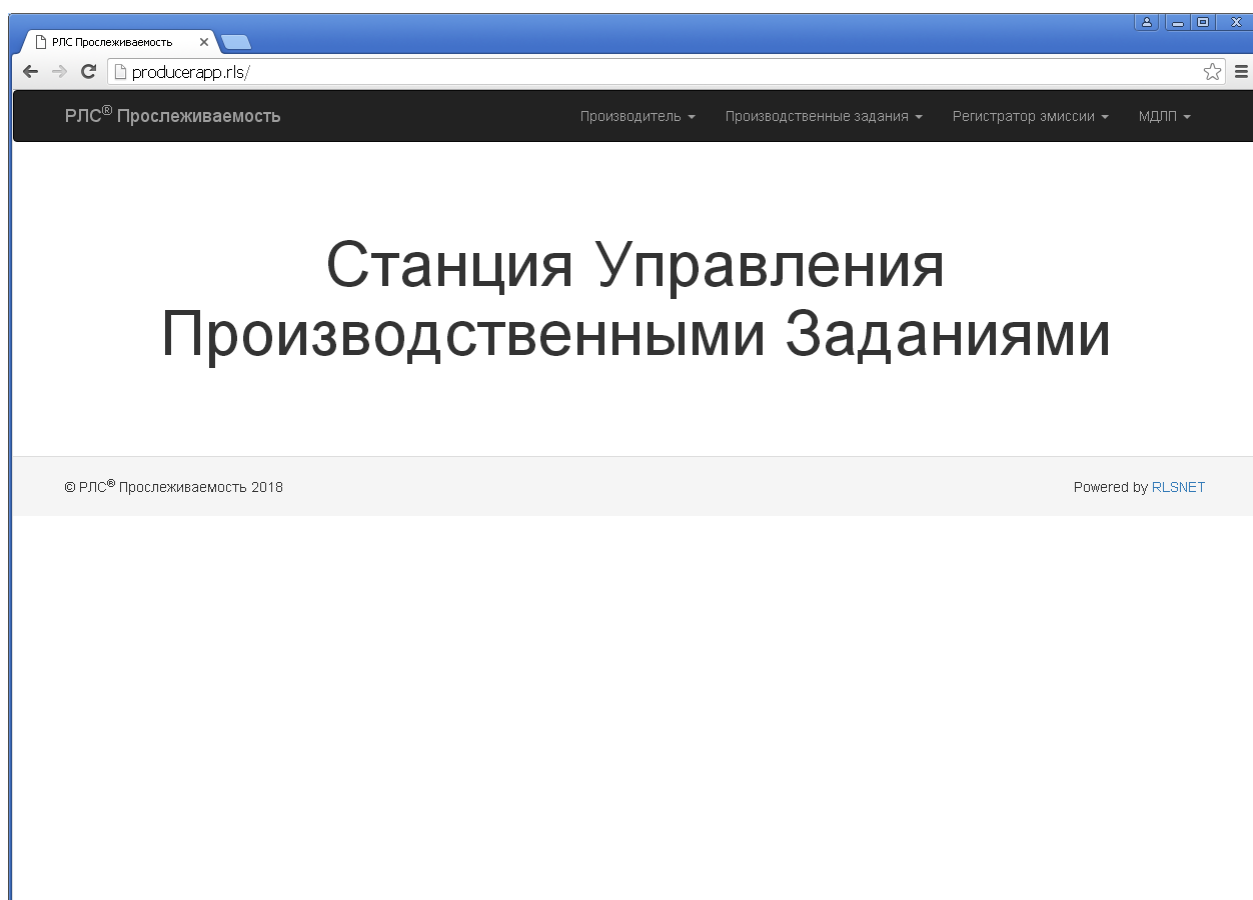 РЛС Прослеживаемость
producerapp.rls/
РЛС® Прослеживаемость Производитель Производственные задания Регистратор эмиссии МДЛП
Станция Управления
Производственными Заданиями
© РЛС® Прослеживаемость 2018 Powered by RLSNET